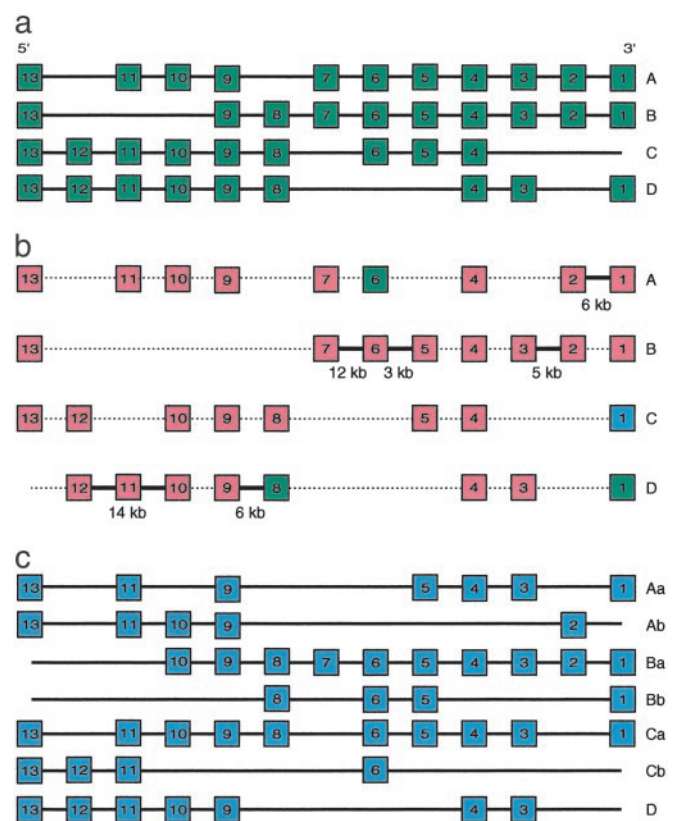 a
5' 3'
13 11 10 9 7 6 5 4 3 2 1 A
13 9 8 7 6 5 4 3 2 1 B
13 12 11 10 9 8 6 5 4 C
13 12 11 10 9 8 4 3 1 D
b
13 11 10 9 7 6 4 2 1 A
6 kb
13 7 6 5 4 3 2 1 B
12 kb 3 kb 5 kb
13 12 10 9 8 5 4 1 C
12 11 10 9 8 4 3 1 D
14 kb 6 kb
c
13 11 9 5 4 3 1 Aa
13 11 10 9 2 Ab
10 9 8 7 6 5 4 3 2 1 Ba
8 6 5 1 Bb
13 11 10 9 8 6 5 4 3 1 Ca
13 12 11 6 Cb
13 12 11 10 9 4 3 D